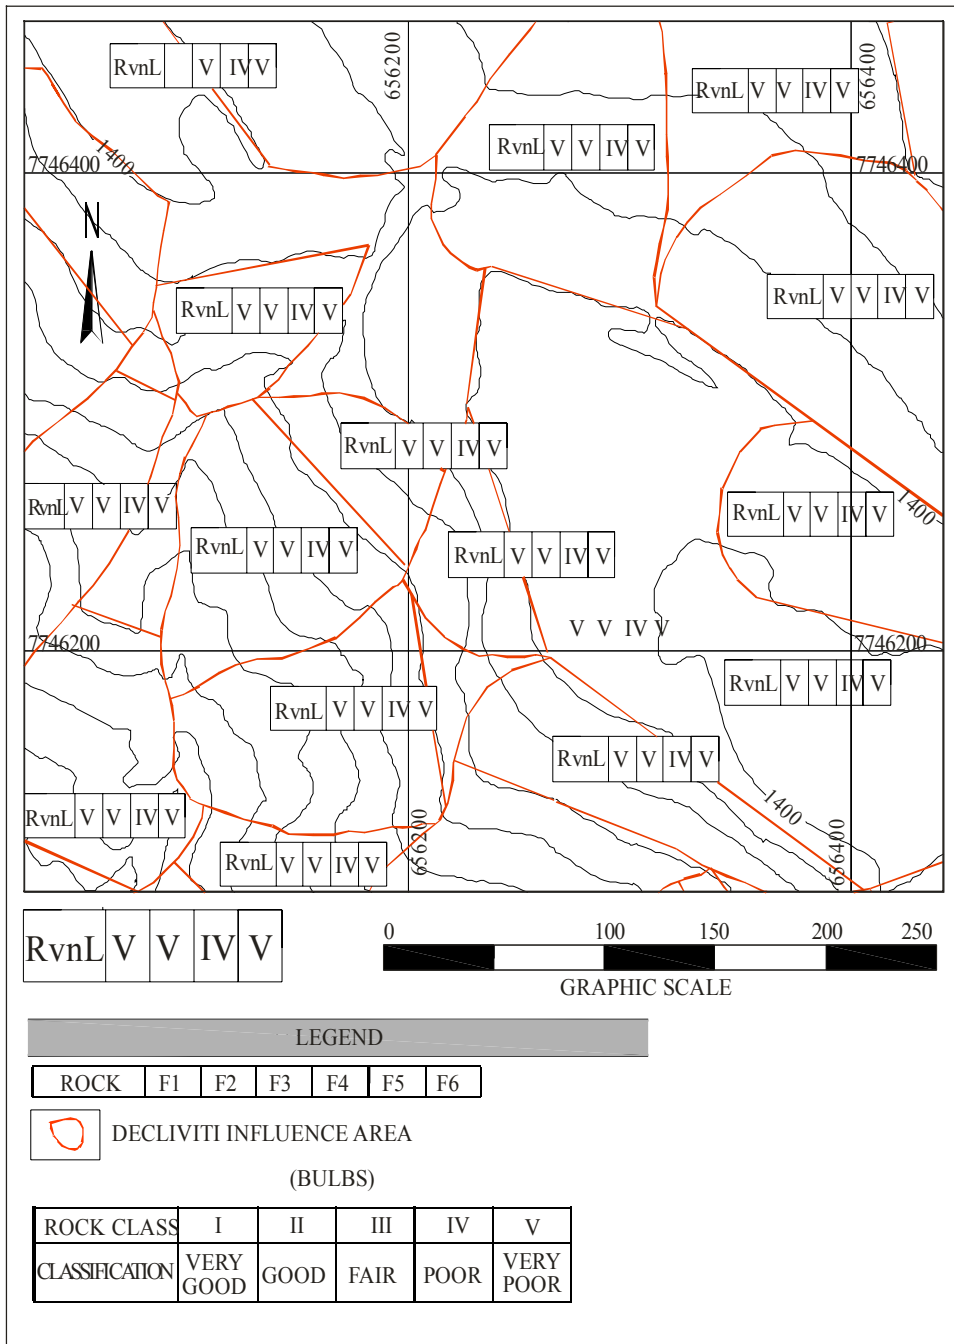 RvnL V IV V
656200
RvnL V V IV V
656400
1400
RvnL V V IV V
7746400
7746400
N
RvnL V V IV V
RvnL V V IV V
RvnL V V IV V
RvnL V V IV V
RvnL V V IV V
1400
RvnL V V IV V
RvnL V V IV V
V V IV V
7746200
7746200
RvnL V V IV V
RvnL V V IV V
RvnL V V IV V
RvnL V V IV V
1400
656200
656400
RvnL V V IV V
RvnL V V IV V
0 100 150 200 250
GRAPHIC SCALE
LEGEND
ROCK F1 F2 F3 F4 F5 F6
DECLIVITI INFLUENCE AREA
(BULBS)
ROCK CLASS I II III IV V
CLASSIFICATION VERY GOOD GOOD FAIR POOR VERY POOR